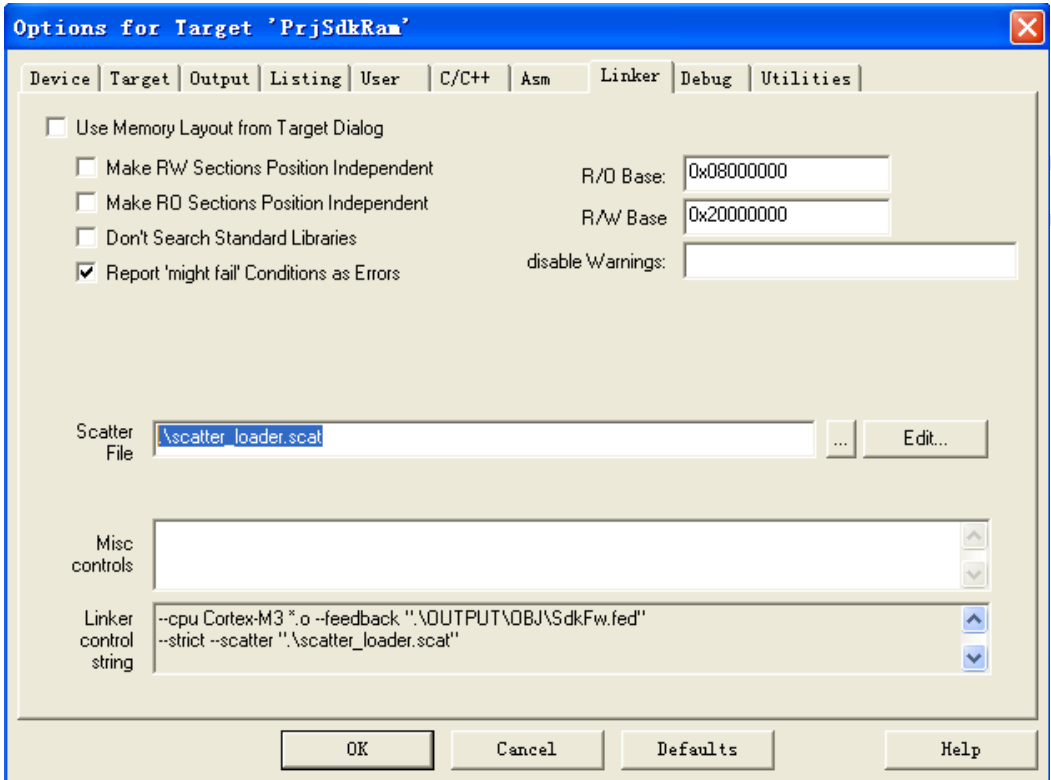 Options for Target 'PrjSdkRam'
Device Target Output Listing User C/C++ Asm Linker Debug Utilities
Use Memory Layout from Target Dialog
Make RW Sections Position Independent
R/O Base: 0x08000000
Make RO Sections Position Independent
R/W Base 0x20000000
Don't Search Standard Libraries
disable Warnings:
Report 'might fail' Conditions as Errors
Scatter
File
.\scatter_loader.scat
...
Edit...
Misc
controls
Linker
control
string
--cpu Cortex-M3 *.o --feedback ".\OUTPUT\OBJ\SdkFw.fed"
--strict --scatter ".\scatter_loader.scat"
OK Cancel Defaults Help